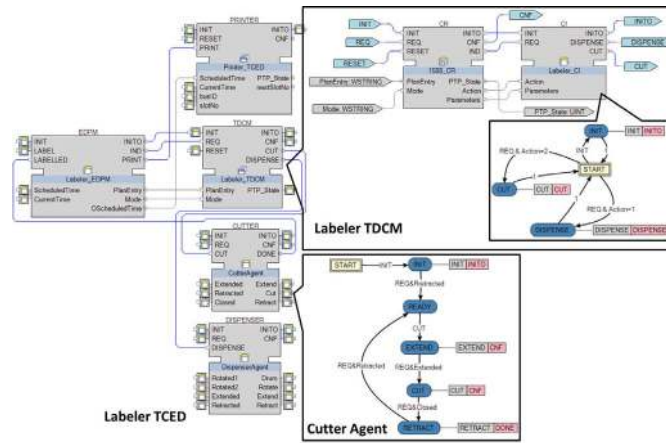 PRINTER
INIT INITO
RESET CNF
PRINT
Printer_TCED
ScheduledTime PTP_State
CurrentTime nextSlotNo
slotNo
EDPM
INIT INITO
LABEL IND
LABELLED PRINT
Labeler_EDPM
ScheduledTime PlanEntry
CurrentTime Mode
OScheduledTime
TDCM
INIT INITO
REQ CNF
RESET CUT
DISPENSE
Labeler_TDCM
PlanEntry PTP_State
Mode
CUTTER
INIT INITO
REQ CNF
CUT DONE
CutterAgent
Extended Extend
Retracted Cut
Closed Retract
DISPENSER
INIT INITO
REQ CNF
DISPENSE
DispenserAgent
Rotated1 Drum
Rotated2 Rotate
Extended Extend
Retracted Retract
Labeler TCED
INIT
REQ
RESET
PlanEntry: WSTRING
Mode: WSTRING
CR
INIT INITO
REQ CNF
RESET IND
1588_CR
PlanEntry PTP_State
Mode Action
Parameters
CNF
CI
INIT INITO
REQ DISPENSE
CUT
Labeler_CI
Action
Parameters
INITO
DISPENSE
CUT
PTP_State: UINT
Labeler TDCM
INIT INIT INITO
REQ & Action=2
INIT
1
START
1
CUT CUT CUT
1
REQ & Action=1
DISPENSE DISPENSE DISPENSE
START INIT INIT INIT INITO
REQ&Retracted
READY
CUT
EXTEND EXTEND CNF
REQ&Retracted REQ&Extended
CUT CUT CNF
REQ&Closed
RETRACT RETRACT DONE
Cutter Agent